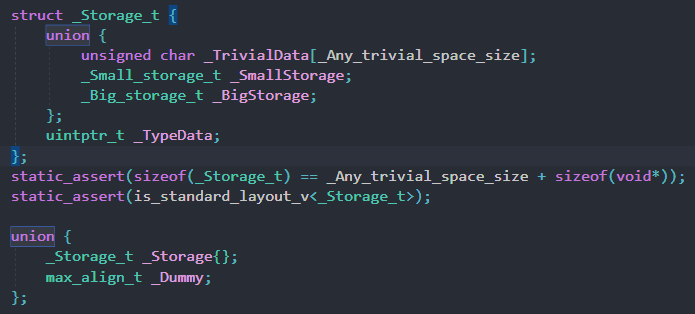 struct _Storage_t {
    union {
        unsigned char _TrivialData[_Any_trivial_space_size];
        _Small_storage_t _SmallStorage;
        _Big_storage_t _BigStorage;
    };
    uintptr_t _TypeData;
};
static_assert(sizeof(_Storage_t) == _Any_trivial_space_size + sizeof(void*));
static_assert(is_standard_layout_v<_Storage_t>);

union {
    _Storage_t _Storage{};
    max_align_t _Dummy;
};